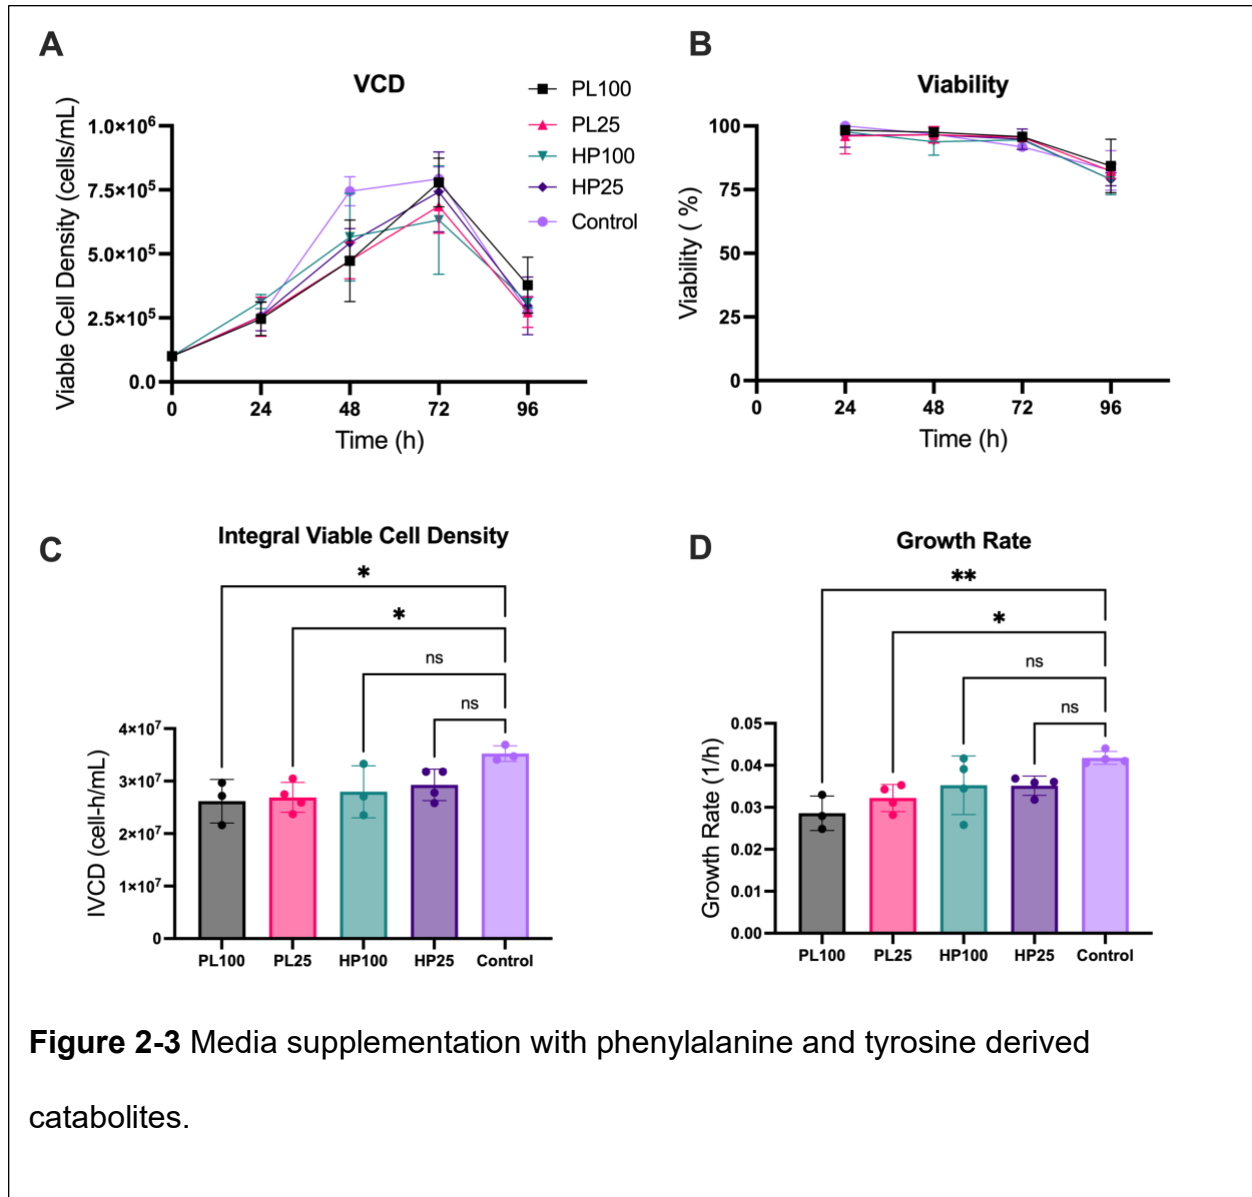 A
VCD
Viable Cell Density (cells/mL)
1.0×10⁶
7.5×10⁵
5.0×10⁵
2.5×10⁵
0.0
0 24 48 72 96
Time (h)
PL100
PL25
HP100
HP25
Control
B
Viability
Viability ( %)
100
75
50
25
0
0 24 48 72 96
Time (h)
C
Integral Viable Cell Density
*
*
ns
ns
IVCD (cell-h/mL)
4×10⁷
3×10⁷
2×10⁷
1×10⁷
0
PL100 PL25 HP100 HP25 Control
D
Growth Rate
**
*
ns
ns
Growth Rate (1/h)
0.05
0.04
0.03
0.02
0.01
0.00
PL100 PL25 HP100 HP25 Control
Figure 2-3 Media supplementation with phenylalanine and tyrosine derived
catabolites.